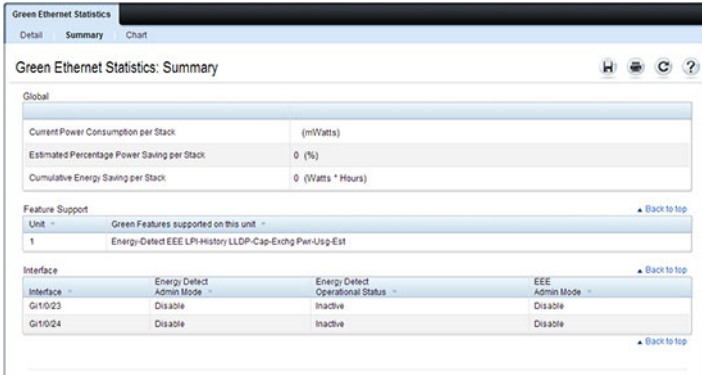 Green Ethernet Statistics
Detail Summary Chart
Green Ethernet Statistics: Summary
Global
Current Power Consumption per Stack (mWatts)
Estimated Percentage Power Saving per Stack 0 (%)
Cumulative Energy Saving per Stack 0 (Watts * Hours)
Feature Support Back to top
Unit Green Features supported on this unit
1 Energy-Detect EEE LPI-History LLDP-Cap-Exchg Pwr-Usg-Est
Interface Back to top
Interface Energy Detect Admin Mode Energy Detect Operational Status EEE Admin Mode
Gi1/0/23 Disable Inactive Disable
Gi1/0/24 Disable Inactive Disable
Back to top